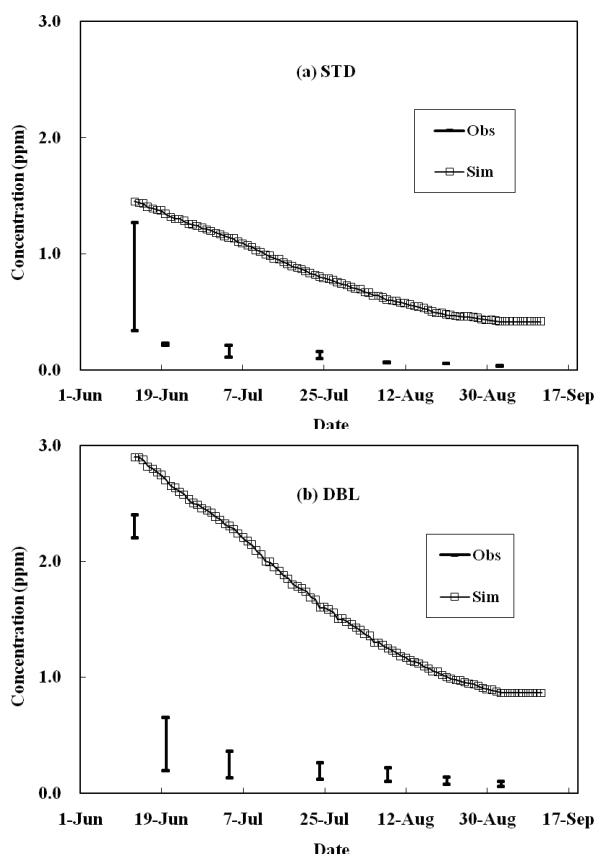 3.0
(a) STD
2.0
Obs
Sim
1.0
0.0
Concentration (ppm)
1-Jun 19-Jun 7-Jul 25-Jul 12-Aug 30-Aug 17-Sep
Date
3.0
(b) DBL
2.0
Obs
Sim
1.0
0.0
Concentration (ppm)
1-Jun 19-Jun 7-Jul 25-Jul 12-Aug 30-Aug 17-Sep
Date